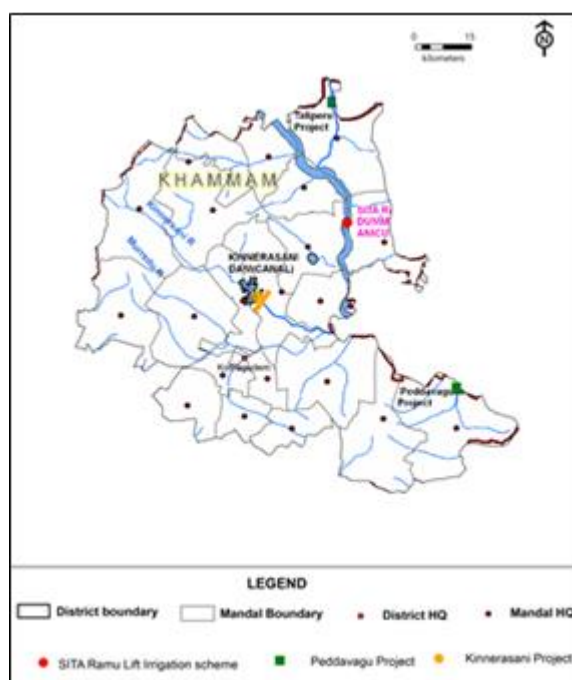 0 15
kilometers
N
Taliperu
Project
KHAMMAM
SITA R
DUMM
ANICU
KINNERASANI
DAM(CANAL)
Peddavagu
Project
LEGEND
District boundary
Mandal Boundary
District HQ
Mandal HQ
SITA Ramu Lift Irrigation scheme
Peddavagu Project
Kinnerasani Project